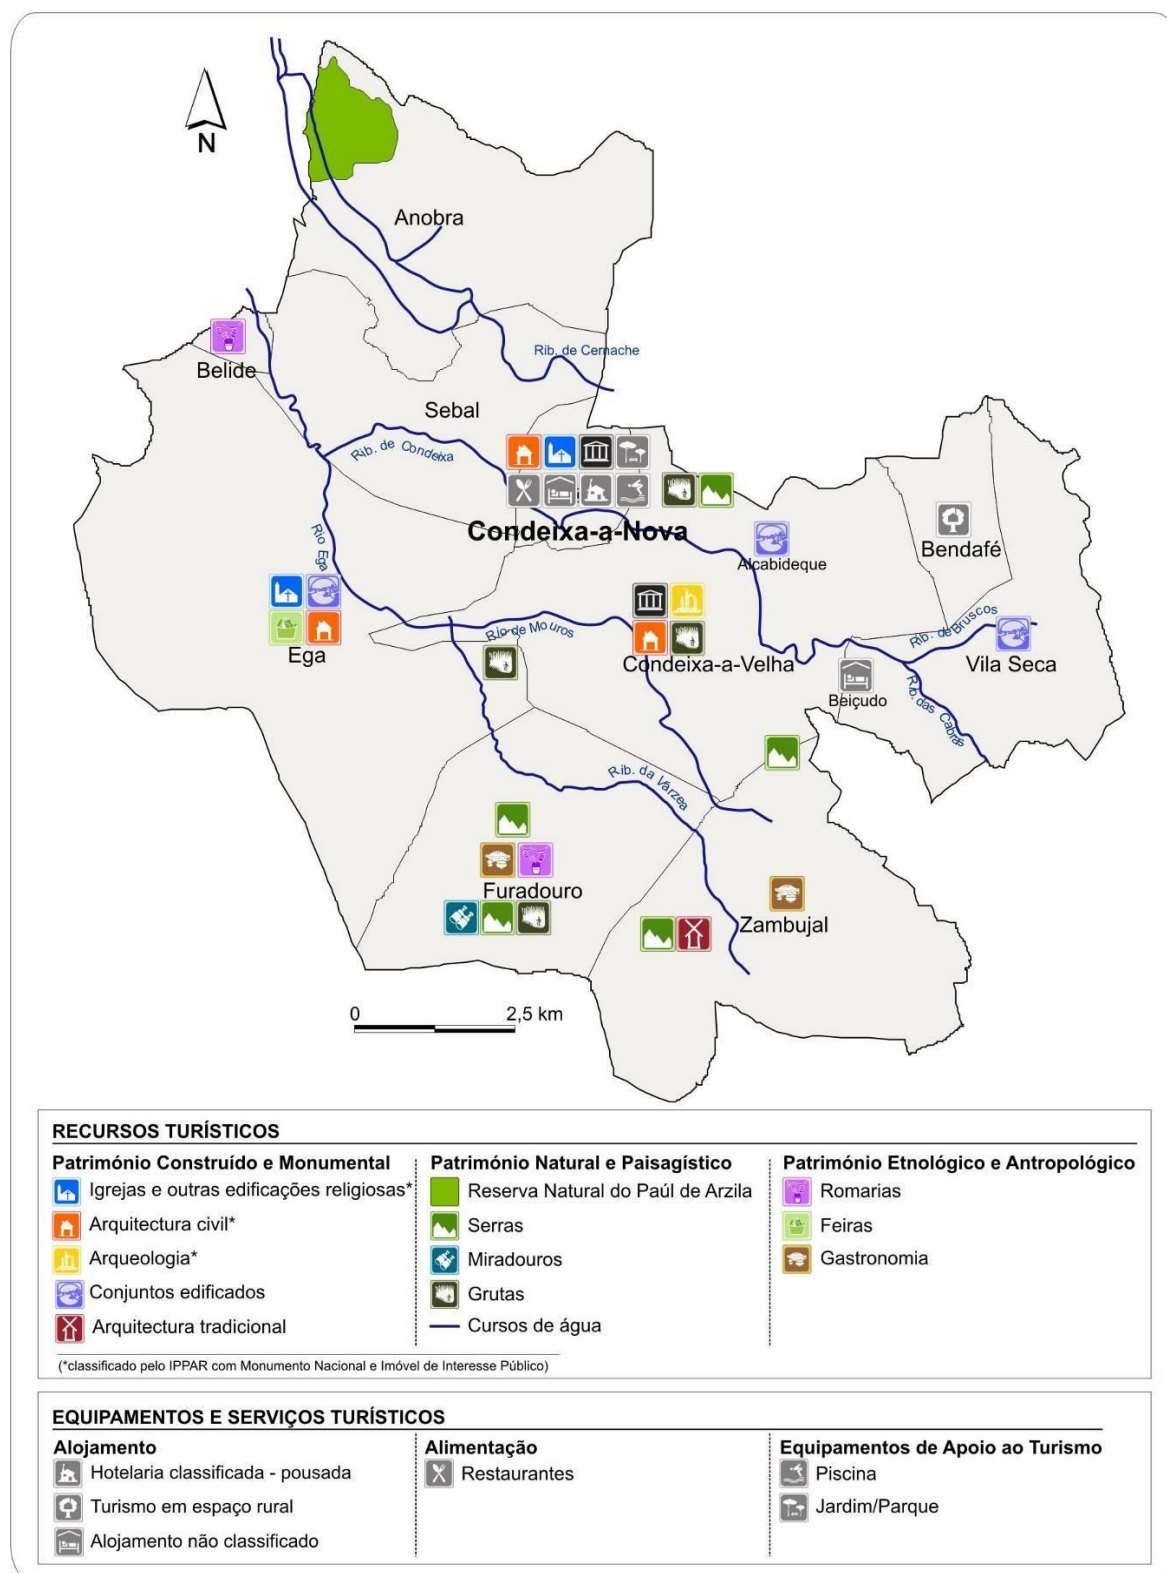 N
Anobra
Rib. de Cernache
Belide
Sebal
Rib. de Condeixa
Condeixa-a-Nova
Rio Ega
Alcabideque
Bendafé
Ega
Rio de Mouros
Condeixa-a-Velha
Rib. de Bruscos
Vila Seca
Beiçudo
Rib. das Cabras
Rib. da Varzea
Furadouro
Zambujal
0 2,5 km
RECURSOS TURÍSTICOS
Património Construído e Monumental
Igrejas e outras edificações religiosas*
Arquitectura civil*
Arqueologia*
Conjuntos edificados
Arquitectura tradicional
(*classificado pelo IPPAR com Monumento Nacional e Imóvel de Interesse Público)
Património Natural e Paisagístico
Reserva Natural do Paúl de Arzila
Serras
Miradouros
Grutas
Cursos de água
Património Etnológico e Antropológico
Romarias
Feiras
Gastronomia
EQUIPAMENTOS E SERVIÇOS TURÍSTICOS
Alojamento
Hotelaria classificada - pousada
Turismo em espaço rural
Alojamento não classificado
Alimentação
Restaurantes
Equipamentos de Apoio ao Turismo
Piscina
Jardim/Parque